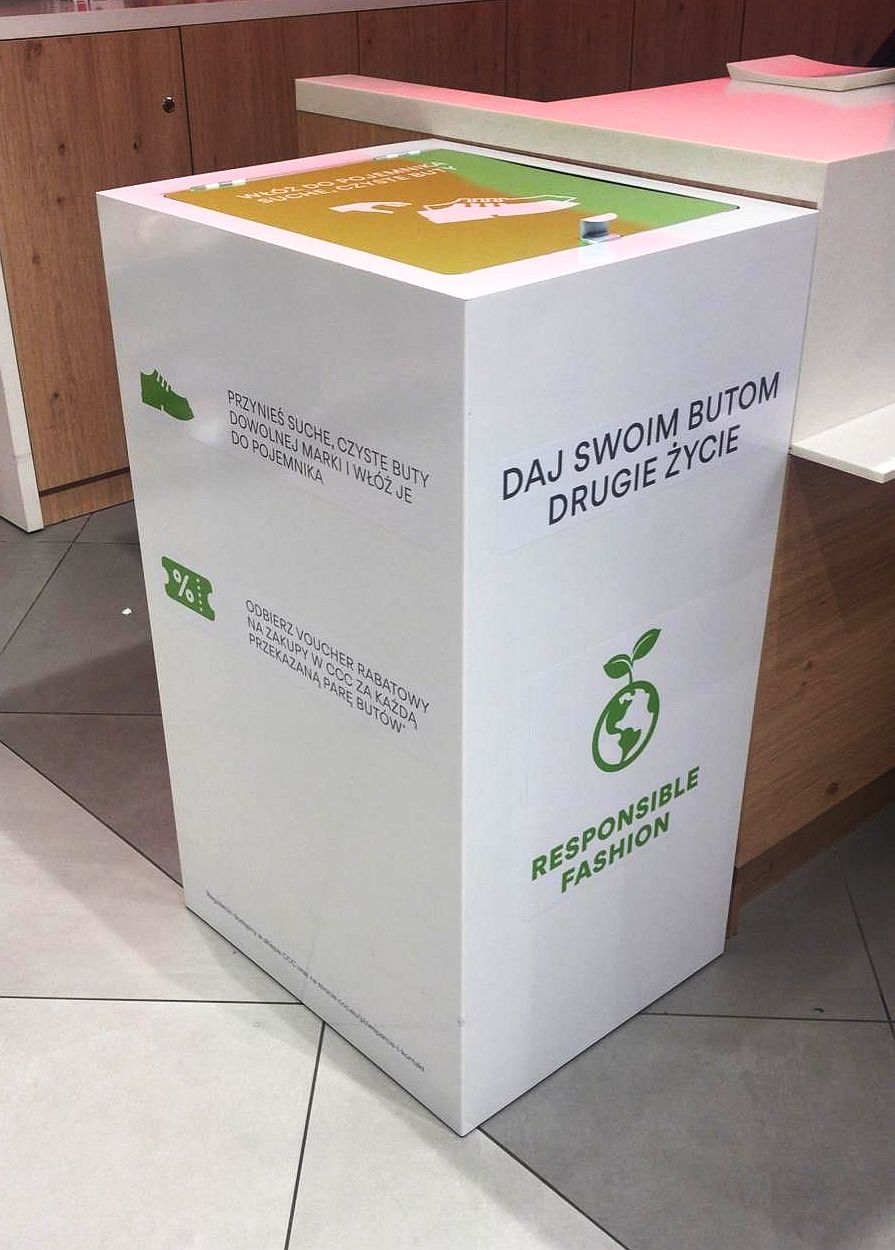 WŁÓŻ DO POJEMNIKA
SUCHE, CZYSTE BUTY
PRZYNIEŚ SUCHE, CZYSTE BUTY
DOWOLNEJ MARKI I WŁÓŻ JE
DO POJEMNIKA
%
ODBIERZ VOUCHER RABATOWY
NA ZAKUPY W CCC ZA KAŻDĄ
PRZEKAZANĄ PARĘ BUTÓW*
DAJ SWOIM BUTOM
DRUGIE ŻYCIE
RESPONSIBLE
FASHION